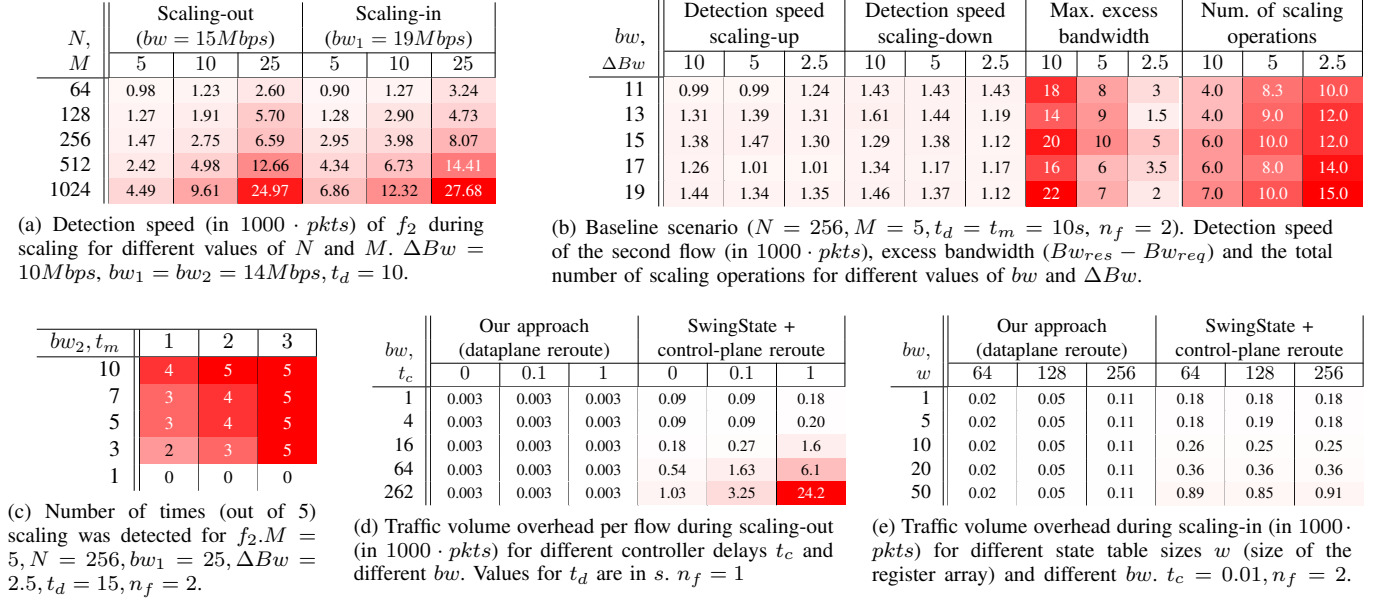 N, Scaling-out (bw = 15Mbps) Scaling-in (bw₁ = 19Mbps)
M 5 10 25 5 10 25
64 0.98 1.23 2.60 0.90 1.27 3.24
128 1.27 1.91 5.70 1.28 2.90 4.73
256 1.47 2.75 6.59 2.95 3.98 8.07
512 2.42 4.98 12.66 4.34 6.73 14.41
1024 4.49 9.61 24.97 6.86 12.32 27.68
(a) Detection speed (in 1000 · pkts) of f₂ during
scaling for different values of N and M. ΔBw =
10Mbps, bw₁ = bw₂ = 14Mbps, t_d = 10.
bw, Detection speed scaling-up Detection speed scaling-down Max. excess bandwidth Num. of scaling operations
ΔBw 10 5 2.5 10 5 2.5 10 5 2.5 10 5 2.5
11 0.99 0.99 1.24 1.43 1.43 1.43 18 8 3 4.0 8.3 10.0
13 1.31 1.39 1.31 1.61 1.44 1.19 14 9 1.5 4.0 9.0 12.0
15 1.38 1.47 1.30 1.29 1.38 1.12 20 10 5 6.0 10.0 12.0
17 1.26 1.01 1.01 1.34 1.17 1.17 16 6 3.5 6.0 8.0 14.0
19 1.44 1.34 1.35 1.46 1.37 1.12 22 7 2 7.0 10.0 15.0
(b) Baseline scenario (N = 256, M = 5, t_d = t_m = 10s, n_f = 2). Detection speed
of the second flow (in 1000 · pkts), excess bandwidth (Bw_res − Bw_req) and the total
number of scaling operations for different values of bw and ΔBw.
bw₂, t_m 1 2 3
10 4 5 5
7 3 4 5
5 3 4 5
3 2 3 5
1 0 0 0
(c) Number of times (out of 5)
scaling was detected for f₂.M =
5, N = 256, bw₁ = 25, ΔBw =
2.5, t_d = 15, n_f = 2.
bw, Our approach (dataplane reroute) SwingState + control-plane reroute
t_c 0 0.1 1 0 0.1 1
1 0.003 0.003 0.003 0.09 0.09 0.18
4 0.003 0.003 0.003 0.09 0.09 0.20
16 0.003 0.003 0.003 0.18 0.27 1.6
64 0.003 0.003 0.003 0.54 1.63 6.1
262 0.003 0.003 0.003 1.03 3.25 24.2
(d) Traffic volume overhead per flow during scaling-out
(in 1000 · pkts) for different controller delays t_c and
different bw. Values for t_d are in s. n_f = 1
bw, Our approach (dataplane reroute) SwingState + control-plane reroute
w 64 128 256 64 128 256
1 0.02 0.05 0.11 0.18 0.18 0.18
5 0.02 0.05 0.11 0.18 0.19 0.18
10 0.02 0.05 0.11 0.26 0.25 0.25
20 0.02 0.05 0.11 0.36 0.36 0.36
50 0.02 0.05 0.11 0.89 0.85 0.91
(e) Traffic volume overhead during scaling-in (in 1000·
pkts) for different state table sizes w (size of the
register array) and different bw. t_c = 0.01, n_f = 2.